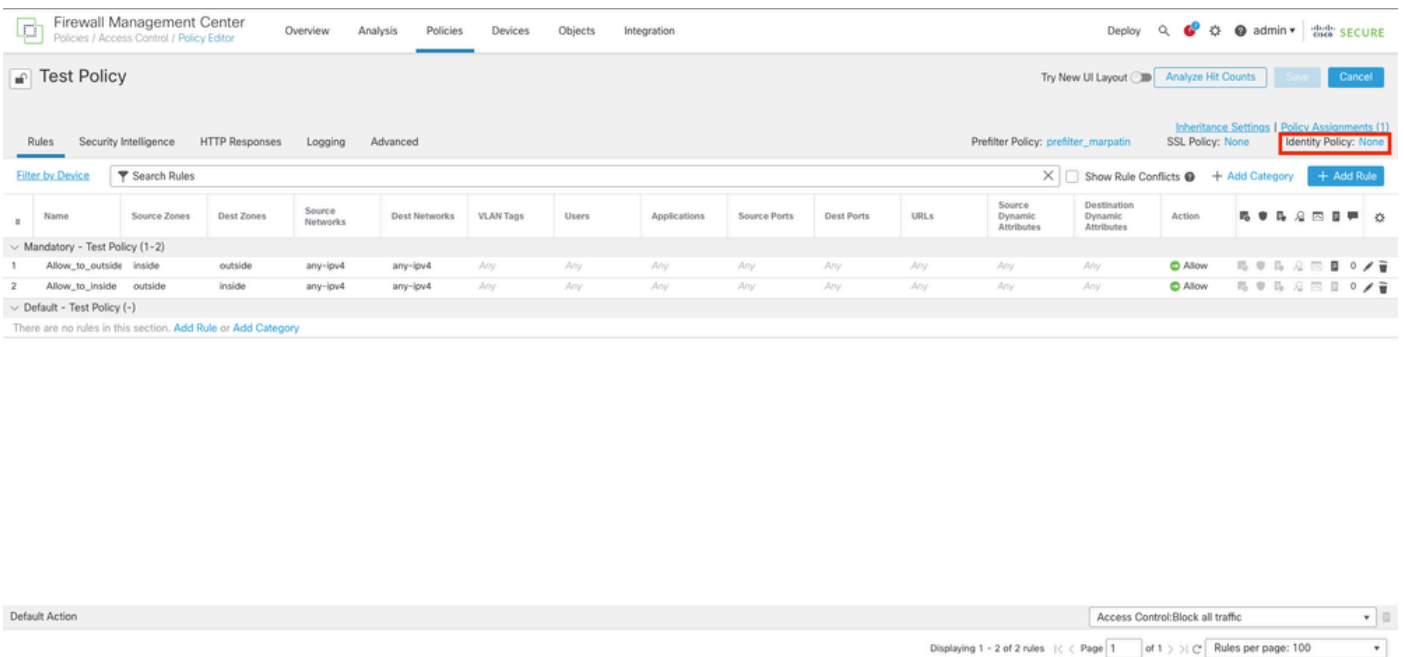 Firewall Management Center
Policies / Access Control / Policy Editor
Overview Analysis Policies Devices Objects Integration
Deploy admin cisco SECURE
Test Policy
Try New UI Layout Analyze Hit Counts Save Cancel
Inheritance Settings | Policy Assignments (1)
Rules Security Intelligence HTTP Responses Logging Advanced Prefilter Policy: prefilter_marpatin SSL Policy: None Identity Policy: None
Filter by Device Search Rules Show Rule Conflicts + Add Category + Add Rule
# Name Source Zones Dest Zones Source Networks Dest Networks VLAN Tags Users Applications Source Ports Dest Ports URLs Source Dynamic Attributes Destination Dynamic Attributes Action
Mandatory - Test Policy (1-2)
1 Allow_to_outside inside outside any-ipv4 any-ipv4 Any Any Any Any Any Any Any Any Allow 0
2 Allow_to_inside outside inside any-ipv4 any-ipv4 Any Any Any Any Any Any Any Any Allow 0
Default - Test Policy (-)
There are no rules in this section. Add Rule or Add Category
Default Action Access Control:Block all traffic
Displaying 1 - 2 of 2 rules |< < Page 1 of 1 > >| Rules per page: 100